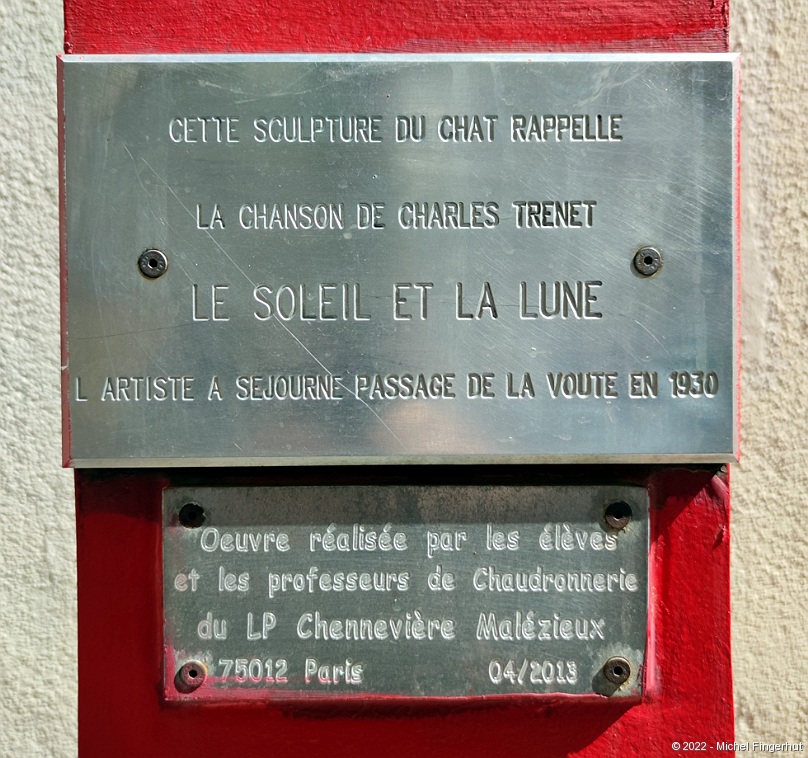 CETTE SCULPTURE DU CHAT RAPPELLE
LA CHANSON DE CHARLES TRENET
LE SOLEIL ET LA LUNE
L ARTISTE A SEJOURNE PASSAGE DE LA VOUTE EN 1930
Oeuvre réalisée par les élèves
et les professeurs de Chaudronnerie
du LP Chennevière Malézieux
75012 Paris 04/2013
© 2022 - Michel Fingerhut